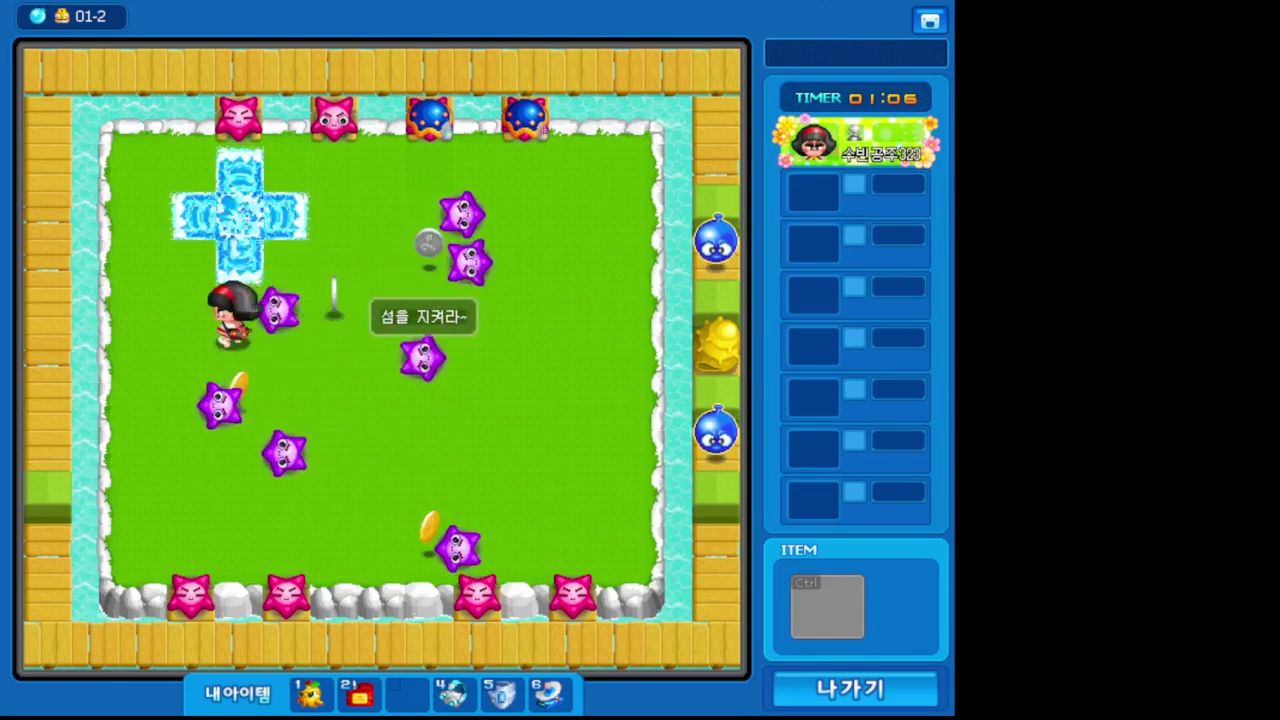 01-2
TIMER 01:06
수빈공주323
섬을 지켜라~
ITEM
Ctrl
내 아이템
1
2
4
5
6
나가기